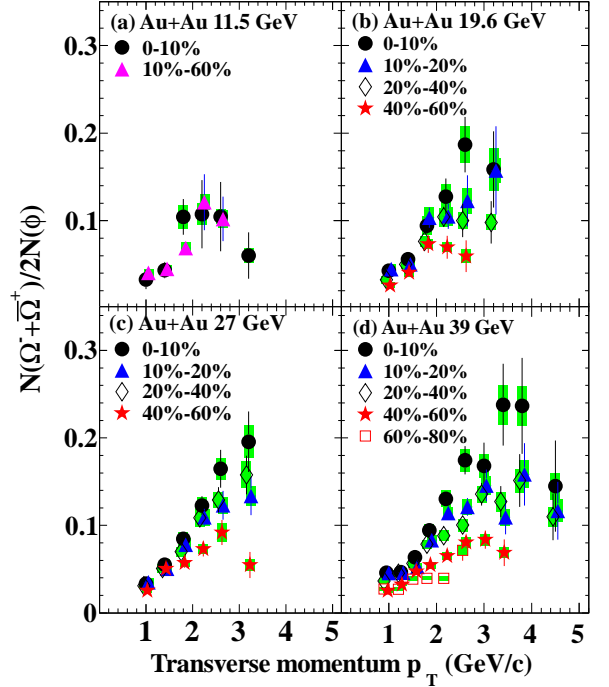 (a) Au+Au 11.5 GeV
0-10%
10%-60%
(b) Au+Au 19.6 GeV
0-10%
10%-20%
20%-40%
40%-60%
(c) Au+Au 27 GeV
0-10%
10%-20%
20%-40%
40%-60%
(d) Au+Au 39 GeV
0-10%
10%-20%
20%-40%
40%-60%
60%-80%
N(Ω⁻+Ω̅⁺)/2N(ϕ)
0.3
0.2
0.1
0.3
0.2
0.1
0
1 2 3 4 5
1 2 3 4 5
Transverse momentum p_T (GeV/c)